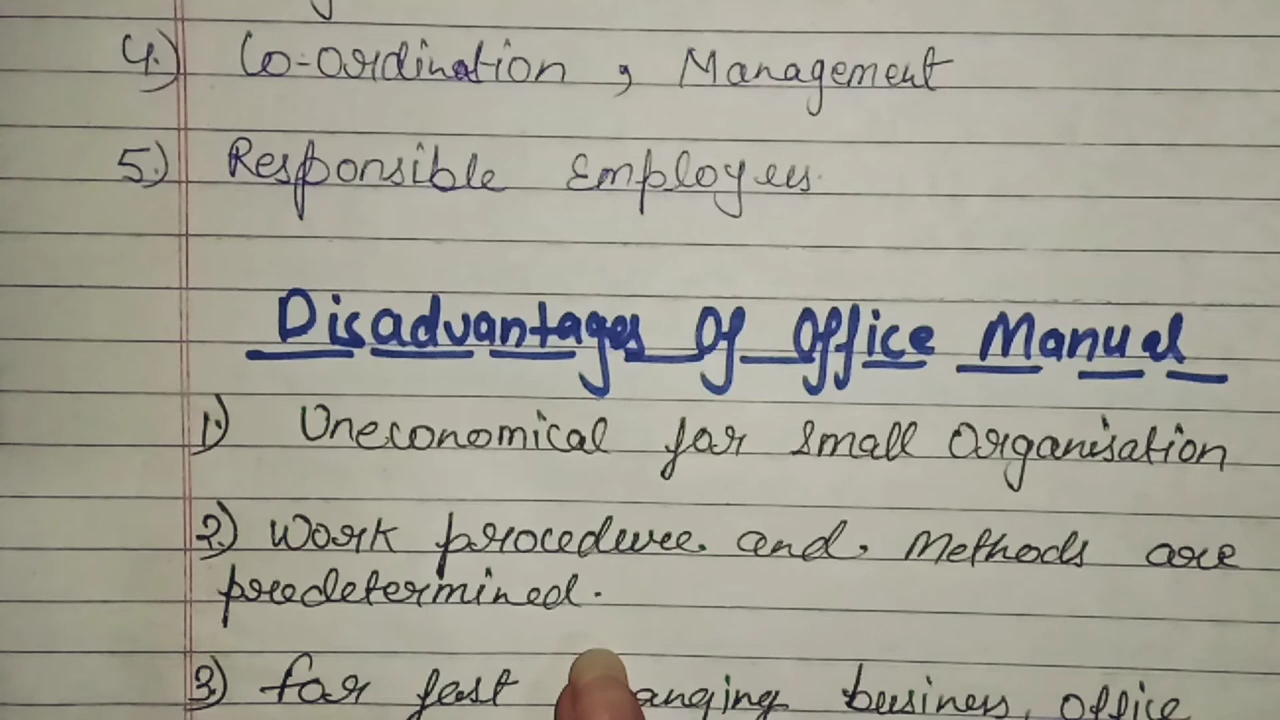 4.) Co-ordination , Management
5.) Responsible Employees.
Disadvantages Of Office Manual
1.) Uneconomical for small Organisation
2.) Work procedure and Methods are
predetermined.
3.) for fast anging business, office